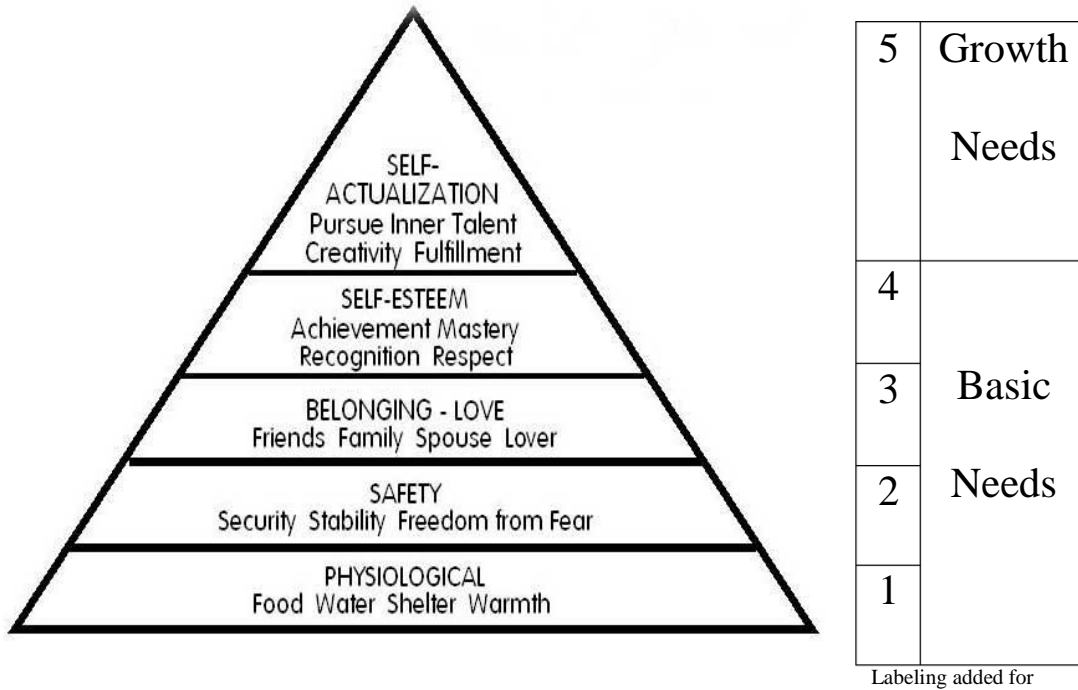 SELF-
ACTUALIZATION
Pursue Inner Talent
Creativity Fulfillment
SELF-ESTEEM
Achievement Mastery
Recognition Respect
BELONGING - LOVE
Friends Family Spouse Lover
SAFETY
Security Stability Freedom from Fear
PHYSIOLOGICAL
Food Water Shelter Warmth
5 Growth
Needs
4
3 Basic
2 Needs
1
Labeling added for